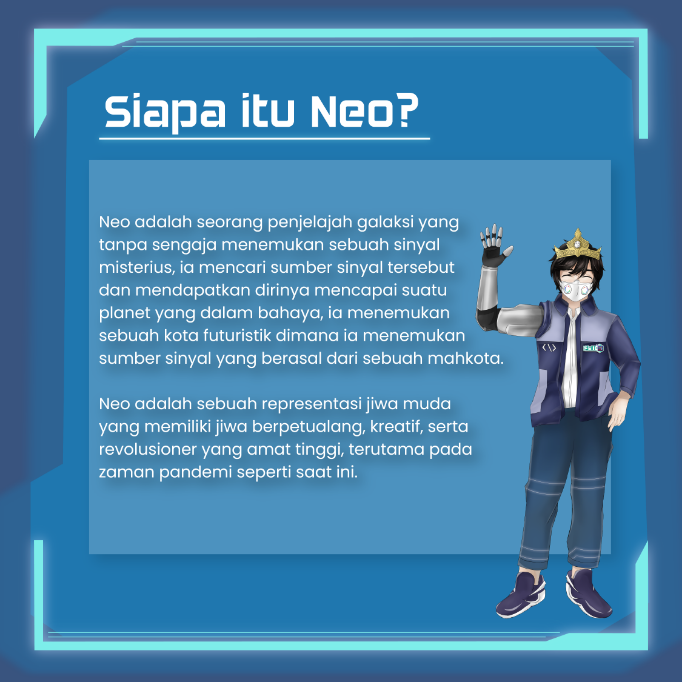 Siapa itu Neo?
Neo adalah seorang penjelajah galaksi yang
tanpa sengaja menemukan sebuah sinyal
misterius, ia mencari sumber sinyal tersebut
dan mendapatkan dirinya mencapai suatu
planet yang dalam bahaya, ia menemukan
sebuah kota futuristik dimana ia menemukan
sumber sinyal yang berasal dari sebuah mahkota.
Neo adalah sebuah representasi jiwa muda
yang memiliki jiwa berpetualang, kreatif, serta
revolusioner yang amat tinggi, terutama pada
zaman pandemi seperti saat ini.